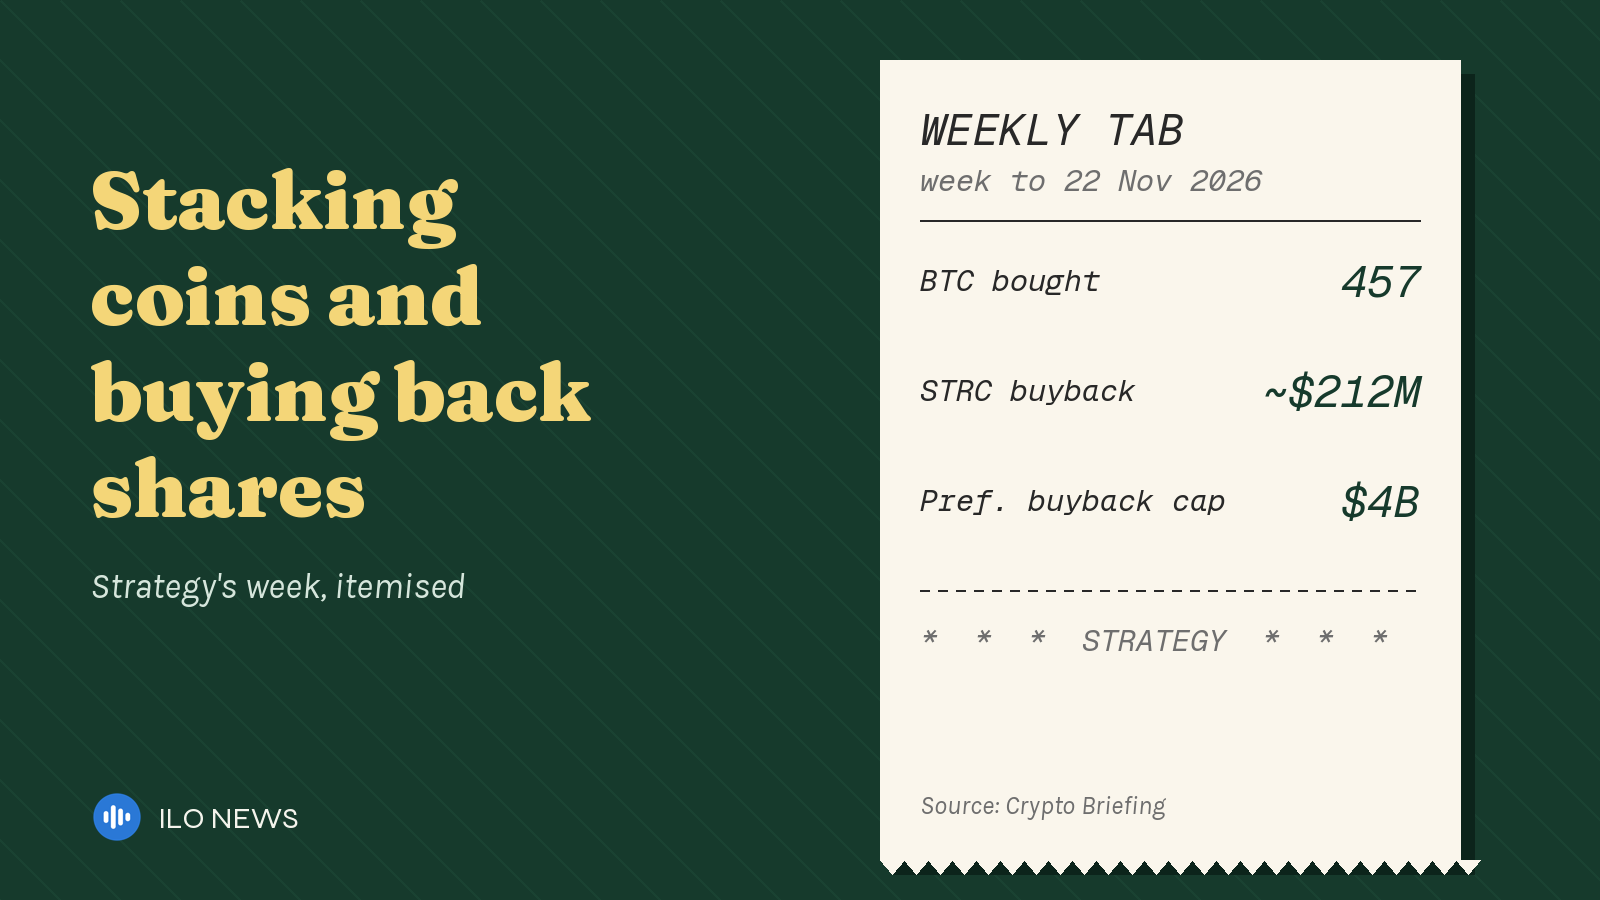 Stacking
coins and
buying back
shares
Strategy's week, itemised
ILO NEWS
WEEKLY TAB
week to 22 Nov 2026
BTC bought 457
STRC buyback ~$212M
Pref. buyback cap $4B
* * * STRATEGY * * *
Source: Crypto Briefing